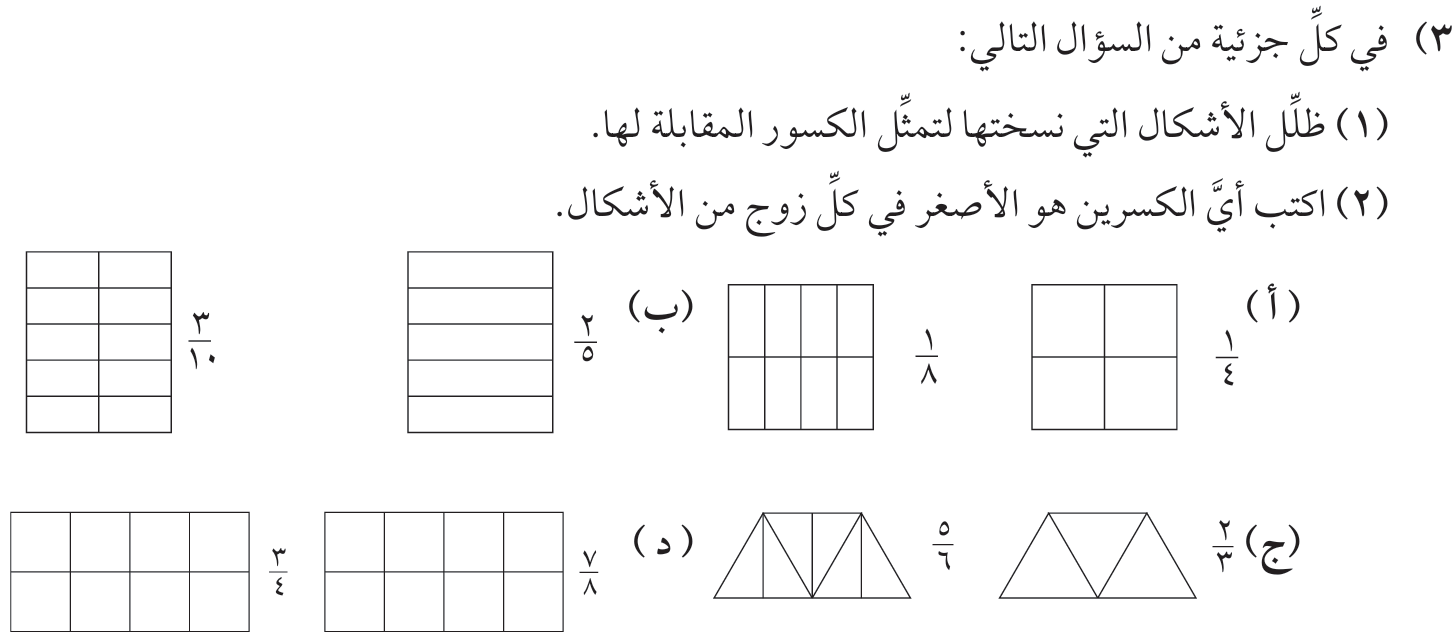 ٣) في كلِّ جزئية من السؤال التالي:
(١) ظلِّل الأشكال التي نسختها لتمثِّل الكسور المقابلة لها.
(٢) اكتب أيَّ الكسرين هو الأصغر في كلِّ زوج من الأشكال.
(أ) ١/٤ ١/٨ (ب) ٢/٥ ٣/١٠
(ج) ٢/٣ ٥/٦ (د) ٧/٨ ٣/٤